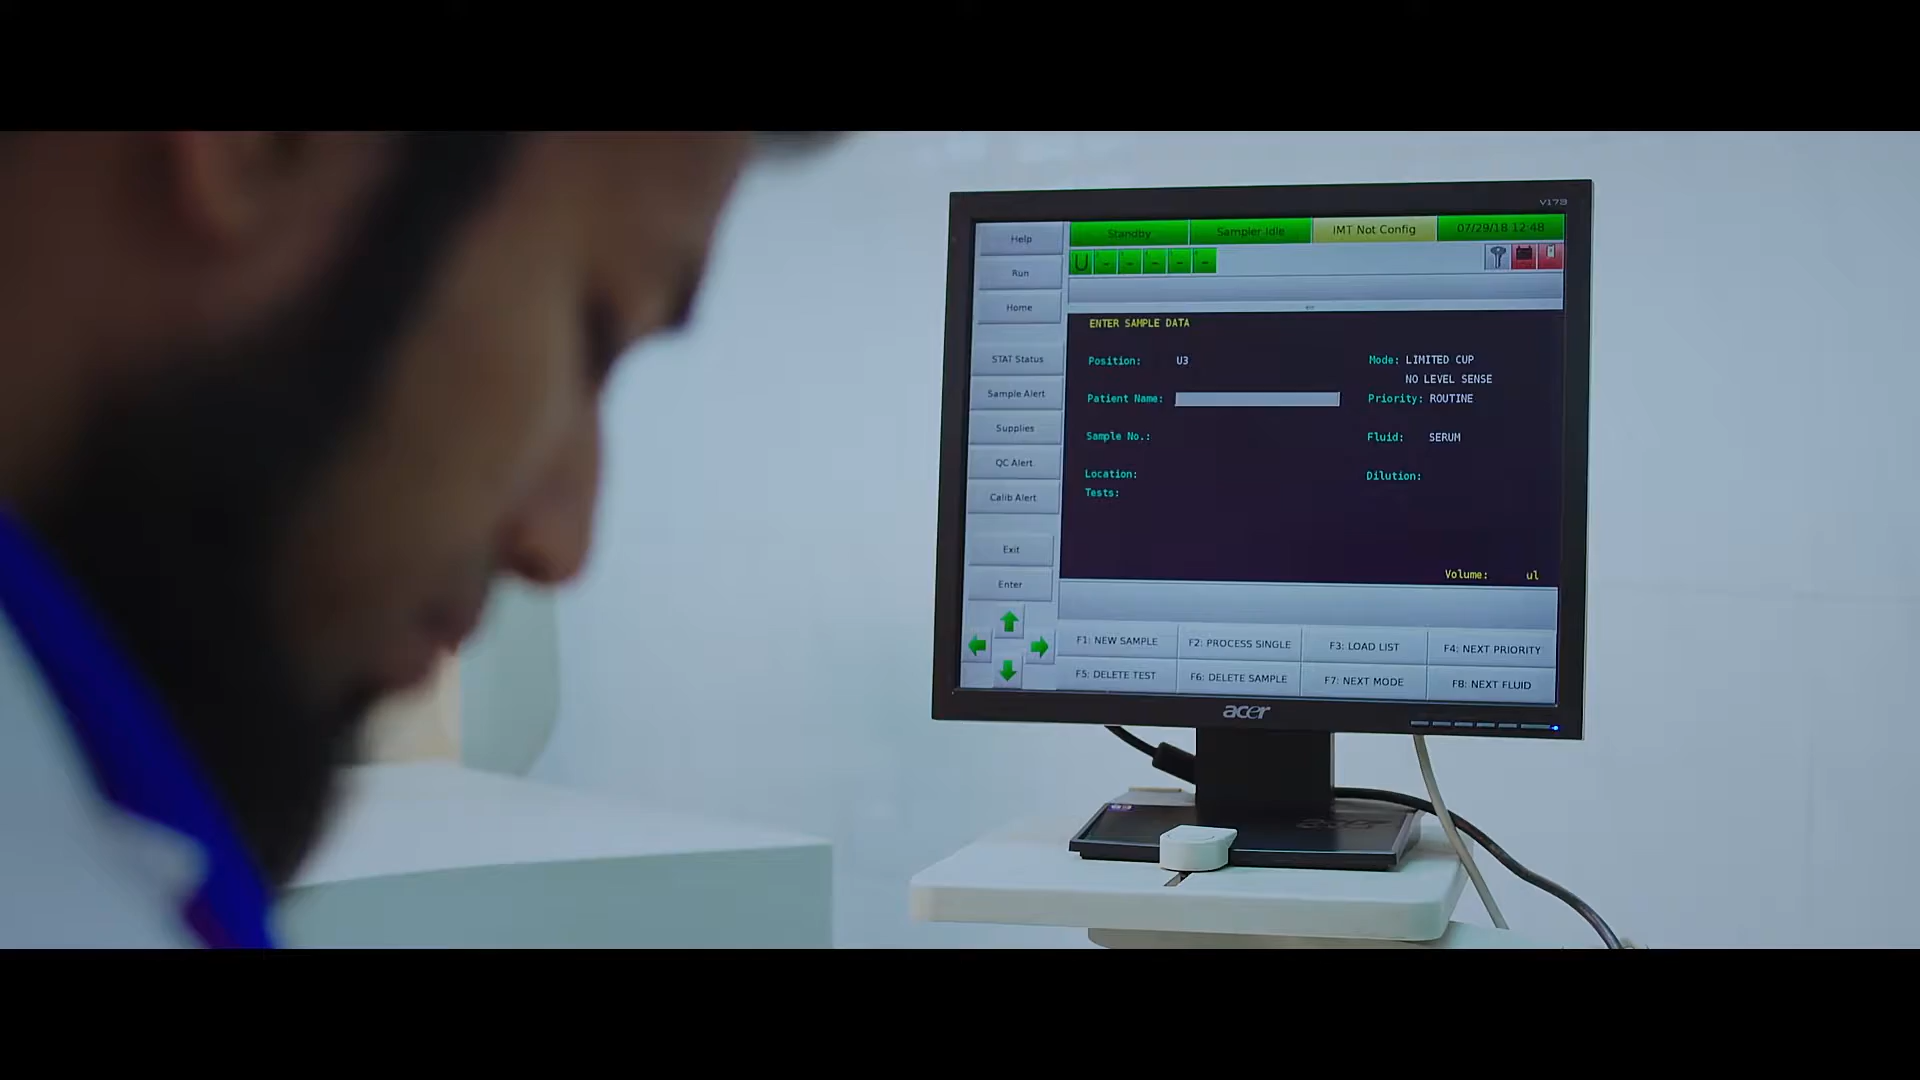 V173
Help
Run
Home
STAT Status
Sample Alert
Supplies
QC Alert
Calib Alert
Exit
Enter
Standby
Sampler Idle
IMT Not Config
07/29/18 12:48
U
ENTER SAMPLE DATA
Position: U3
Mode: LIMITED CUP
NO LEVEL SENSE
Patient Name:
Priority: ROUTINE
Sample No.:
Fluid: SERUM
Location:
Dilution:
Tests:
Volume: ul
F1: NEW SAMPLE
F2: PROCESS SINGLE
F3: LOAD LIST
F4: NEXT PRIORITY
F5: DELETE TEST
F6: DELETE SAMPLE
F7: NEXT MODE
F8: NEXT FLUID
acer